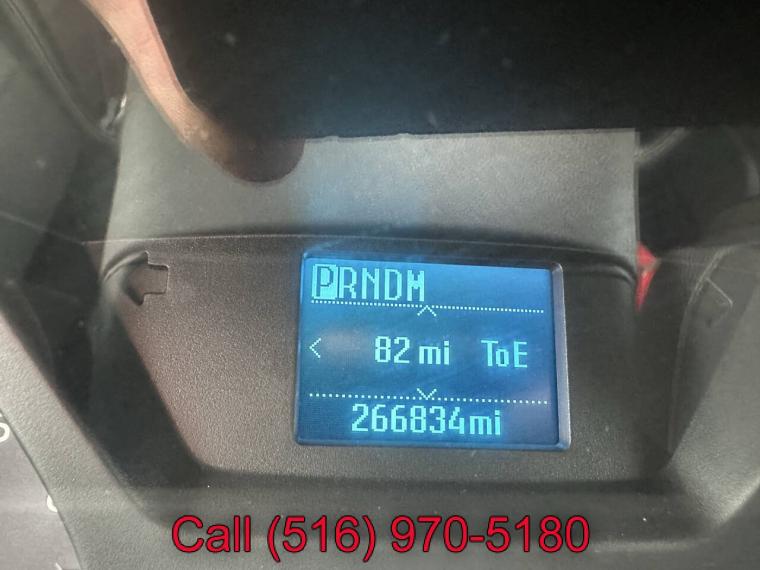 PRNDM
82 mi ToE
266834mi
Call (516) 970-5180